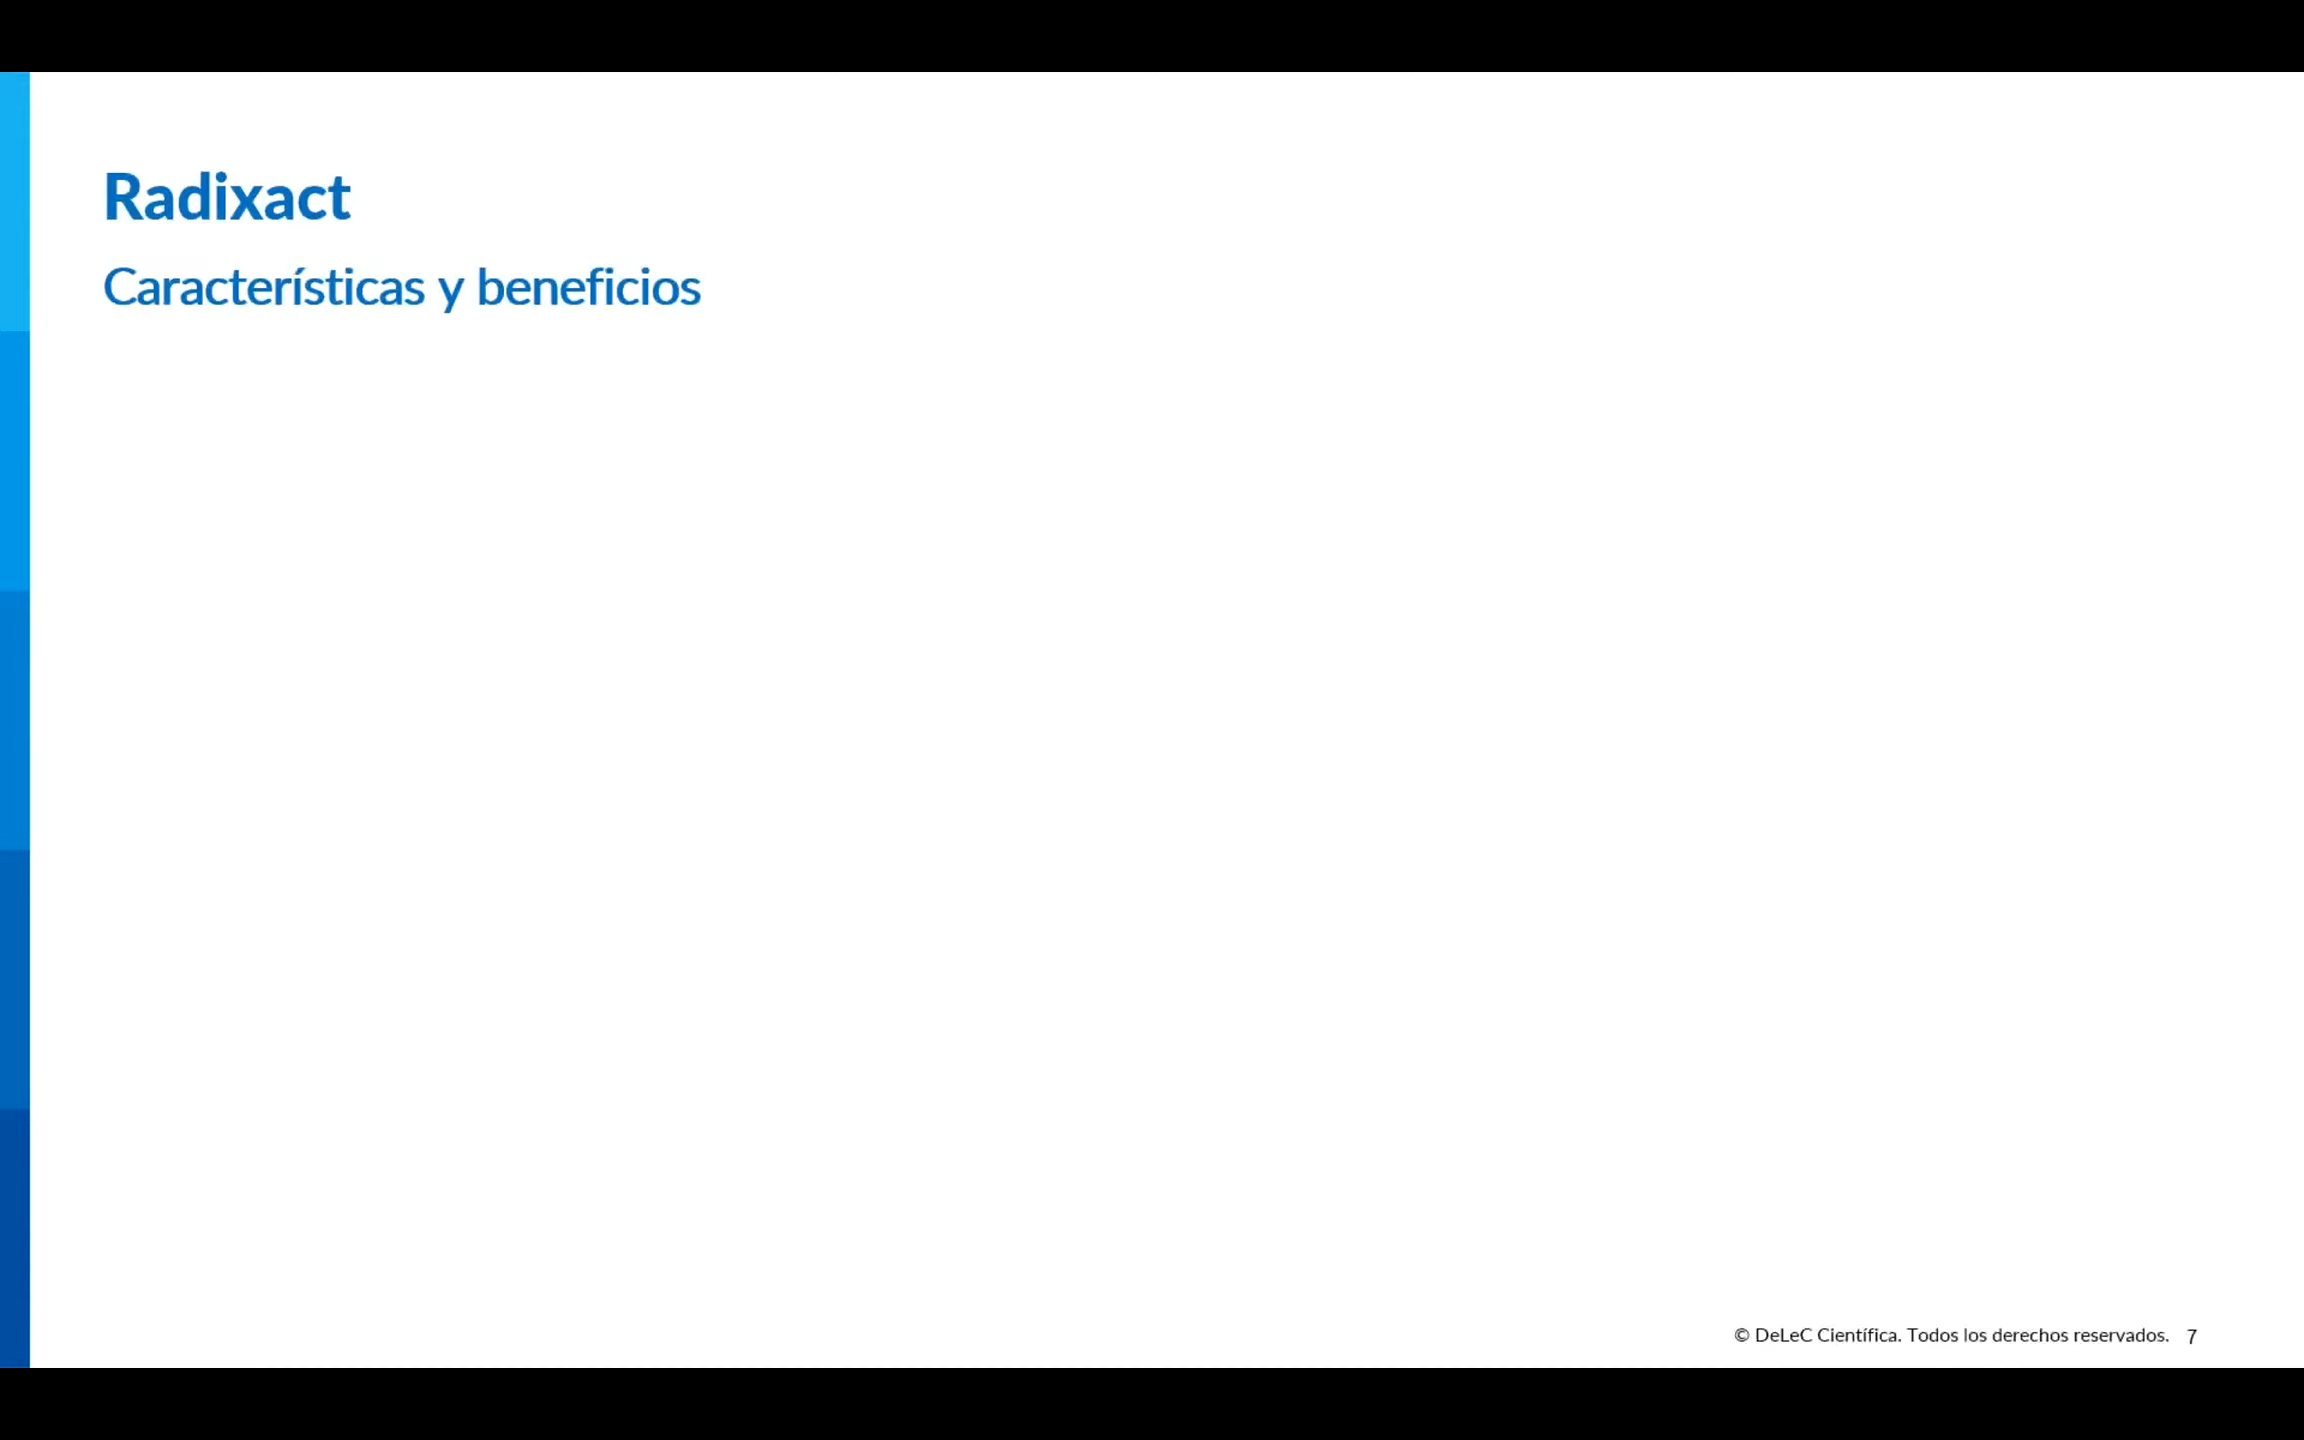 Radixact
Características y beneficios
© DeLeC Científica. Todos los derechos reservados. 7